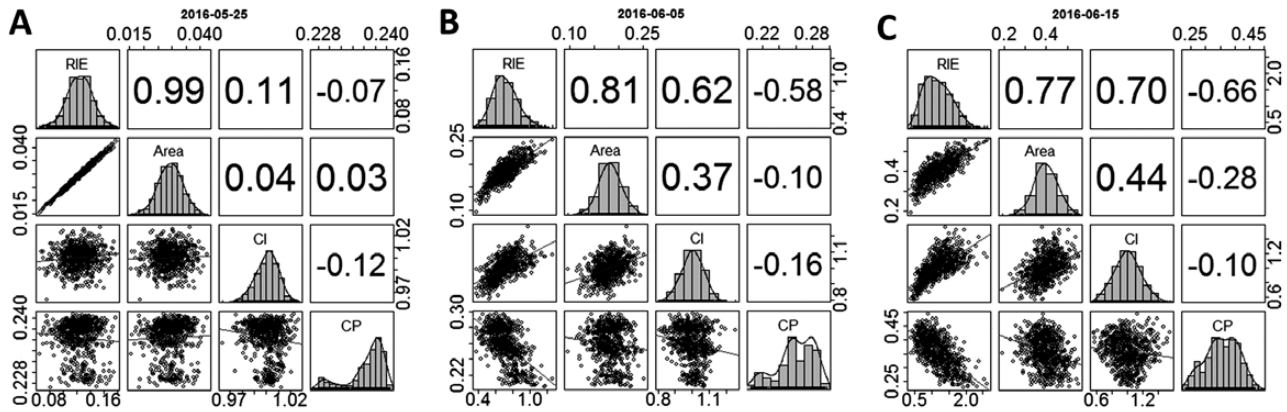 A
2016-05-25
0.015 0.040 0.228 0.240
RIE 0.99 0.11 -0.07
0.08 0.16
Area 0.04 0.03
0.015 0.040
CI -0.12
0.97 1.02
CP
0.228 0.240
0.08 0.16 0.97 1.02
B
2016-06-05
0.10 0.25 0.22 0.28
RIE 0.81 0.62 -0.58
0.4 1.0
Area 0.37 -0.10
0.10 0.25
CI -0.16
0.8 1.1
CP
0.22 0.30
0.4 1.0 0.8 1.1
C
2016-06-15
0.2 0.4 0.25 0.45
RIE 0.77 0.70 -0.66
0.5 2.0
Area 0.44 -0.28
0.2 0.4
CI -0.10
0.6 1.2
CP
0.25 0.45
0.5 2.0 0.6 1.2